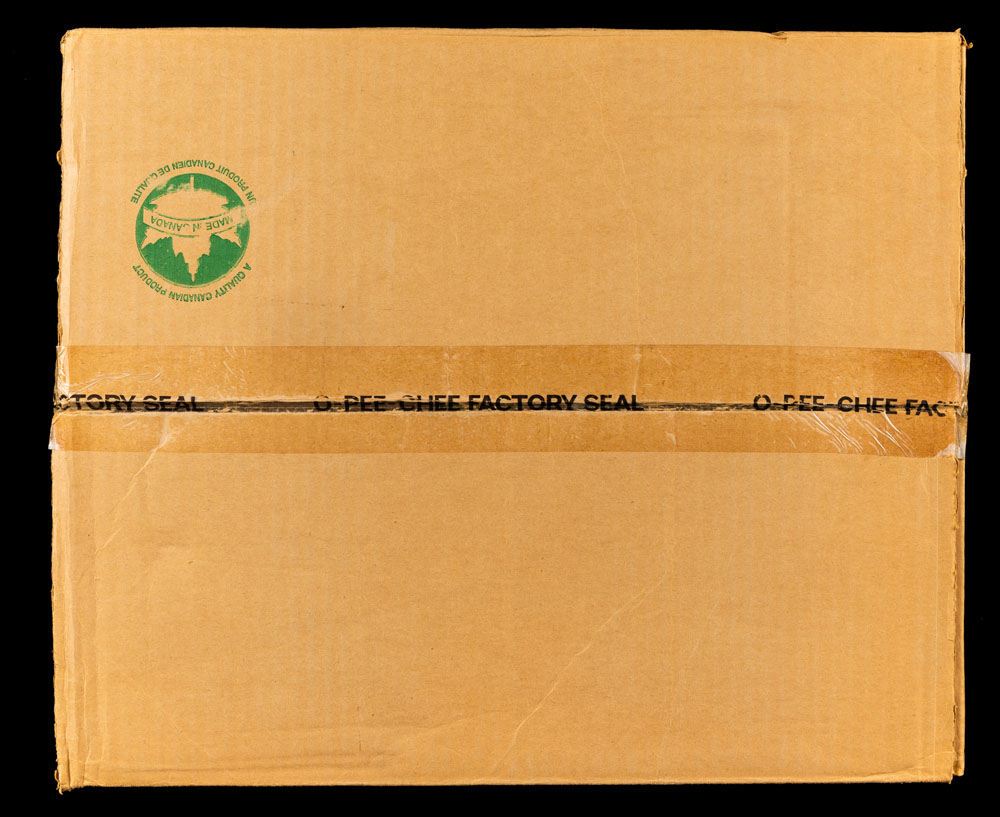 UN PRODUIT CANADIEN DE QUALITÉ
MADE IN CANADA
A QUALITY CANADIAN PRODUCT
CTORY SEAL O-PEE-CHEE FACTORY SEAL O-PEE-CHEE FAC